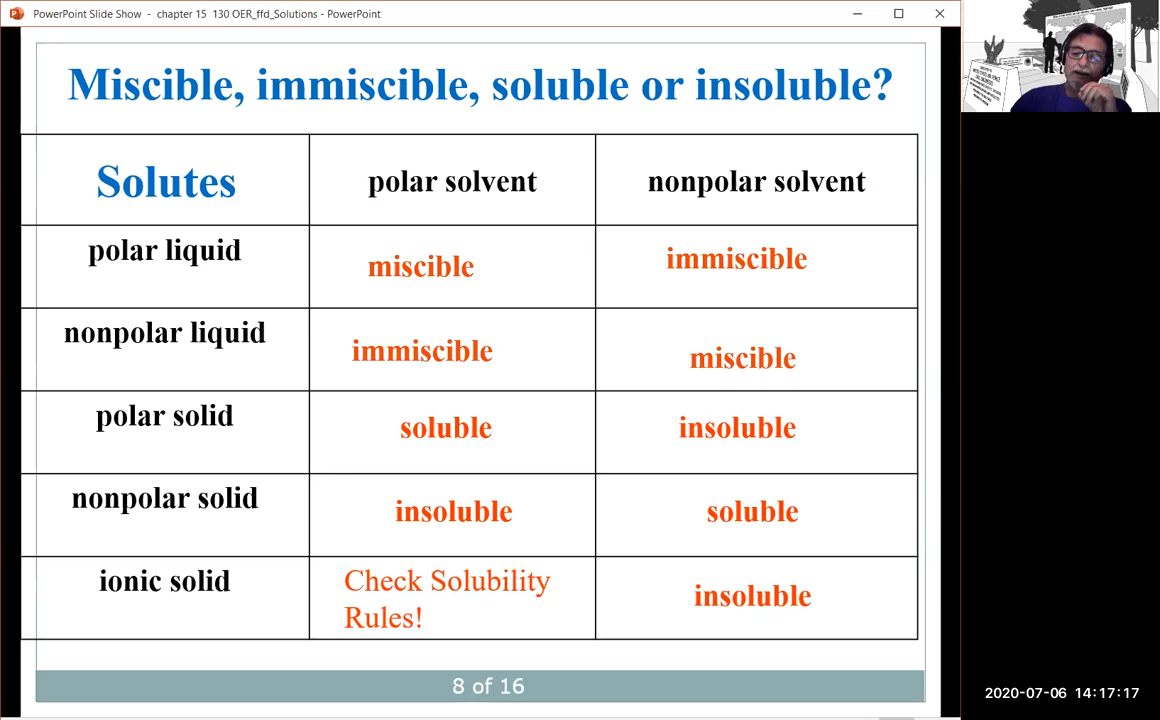 PowerPoint Slide Show - chapter 15 130 OER_ffd_Solutions - PowerPoint
Miscible, immiscible, soluble or insoluble?
Solutes polar solvent nonpolar solvent
polar liquid miscible immiscible
nonpolar liquid immiscible miscible
polar solid soluble insoluble
nonpolar solid insoluble soluble
ionic solid Check Solubility Rules! insoluble
8 of 16
2020-07-06 14:17:17